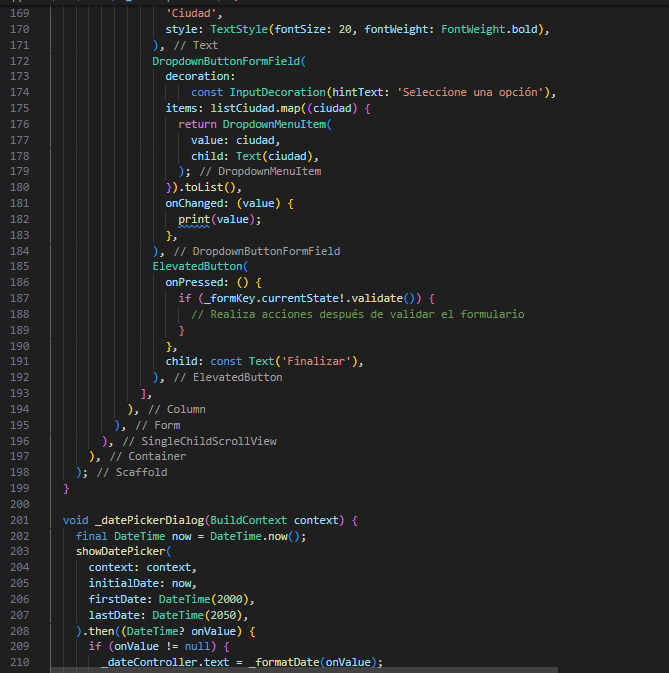 169 'Ciudad',
170 style: TextStyle(fontSize: 20, fontWeight: FontWeight.bold),
171 ), // Text
172 DropdownButtonFormField(
173 decoration:
174 const InputDecoration(hintText: 'Seleccione una opción'),
175 items: listCiudad.map((ciudad) {
176 return DropdownMenuItem(
177 value: ciudad,
178 child: Text(ciudad),
179 ); // DropdownMenuItem
180 }).toList(),
181 onChanged: (value) {
182 print(value);
183 },
184 ), // DropdownButtonFormField
185 ElevatedButton(
186 onPressed: () {
187 if (_formKey.currentState!.validate()) {
188 // Realiza acciones después de validar el formulario
189 }
190 },
191 child: const Text('Finalizar'),
192 ), // ElevatedButton
193 ],
194 ), // Column
195 ), // Form
196 ), // SingleChildScrollView
197 ), // Container
198 ); // Scaffold
199 }
200
201 void _datePickerDialog(BuildContext context) {
202 final DateTime now = DateTime.now();
203 showDatePicker(
204 context: context,
205 initialDate: now,
206 firstDate: DateTime(2000),
207 lastDate: DateTime(2050),
208 ).then((DateTime? onValue) {
209 if (onValue != null) {
210 _dateController.text = _formatDate(onValue);